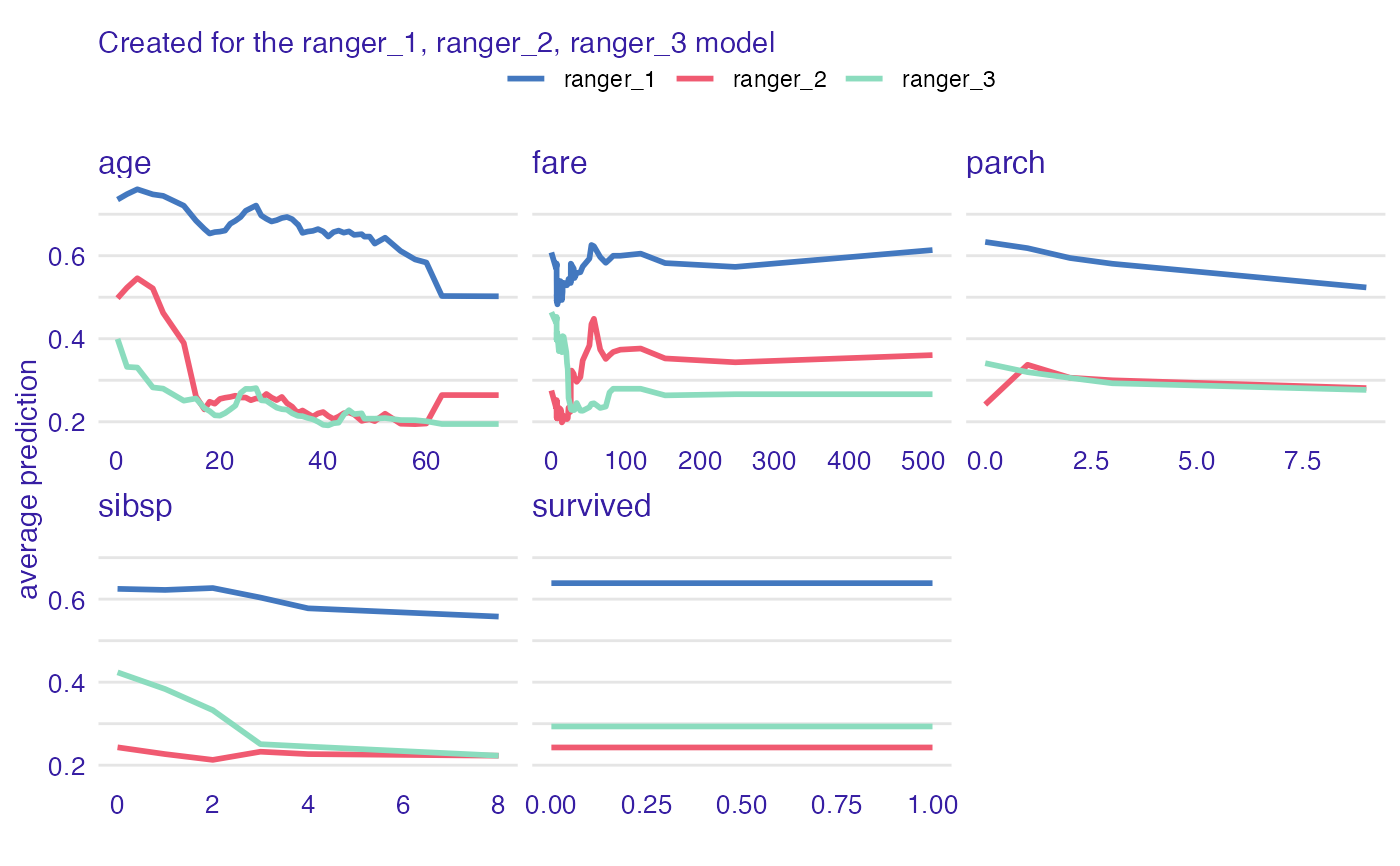 Created for the ranger_1, ranger_2, ranger_3 model
ranger_1 ranger_2 ranger_3
age fare parch
0.6
0.4
0.2
0 20 40 60 0 100 200 300 400 500 0.0 2.5 5.0 7.5
average prediction
sibsp survived
0.6
0.4
0.2
0 2 4 6 8 0.00 0.25 0.50 0.75 1.00